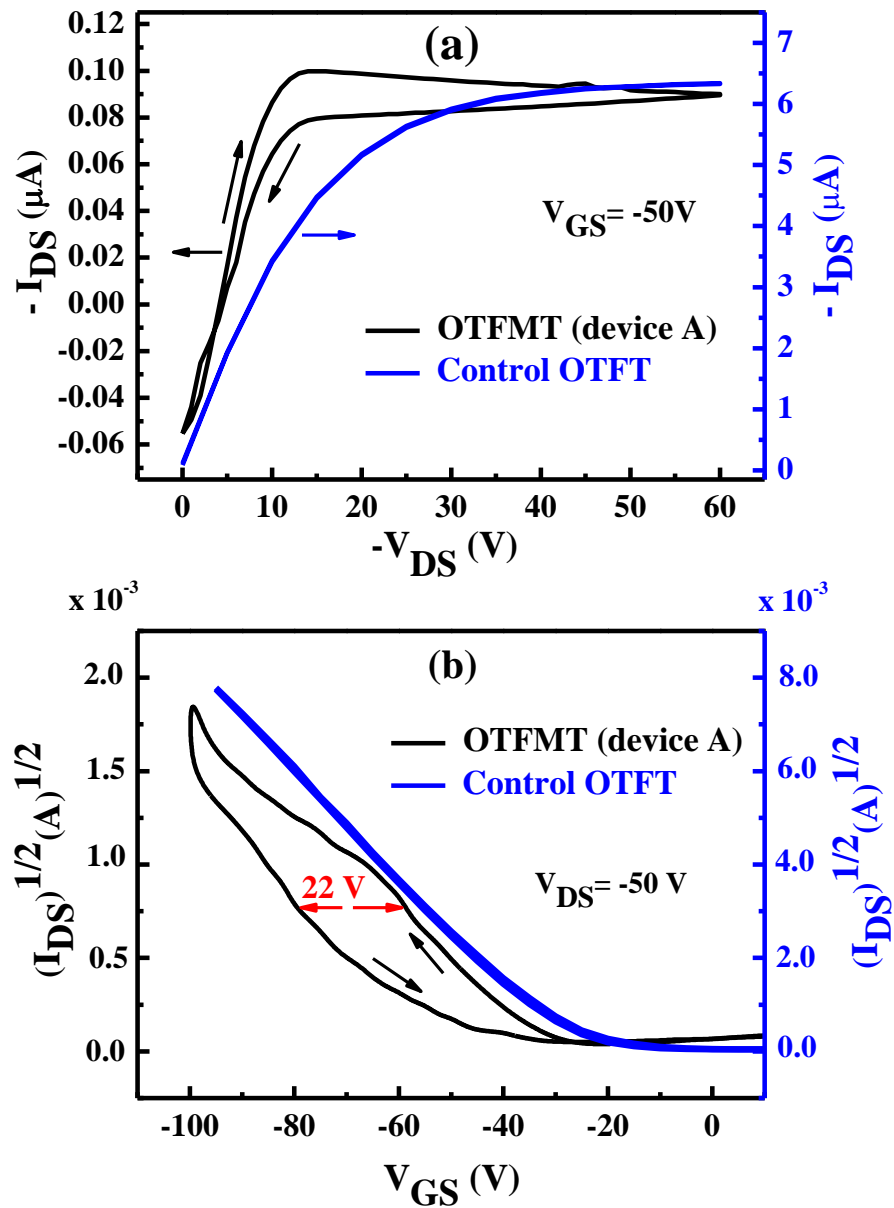 (a)
0.12
0.10
0.08
0.06
0.04
0.02
0.00
-0.02
-0.04
-0.06
- I_DS (μA)
7
6
5
4
3
2
1
0
- I_DS (μA)
V_GS= -50V
OTFMT (device A)
Control OTFT
0 10 20 30 40 50 60
-V_DS (V)
x 10^-3
x 10^-3
(b)
2.0
1.5
1.0
0.5
0.0
(I_DS)^1/2(A)^1/2
8.0
6.0
4.0
2.0
0.0
(I_DS)^1/2(A)^1/2
OTFMT (device A)
Control OTFT
22 V
V_DS= -50 V
-100 -80 -60 -40 -20 0
V_GS (V)